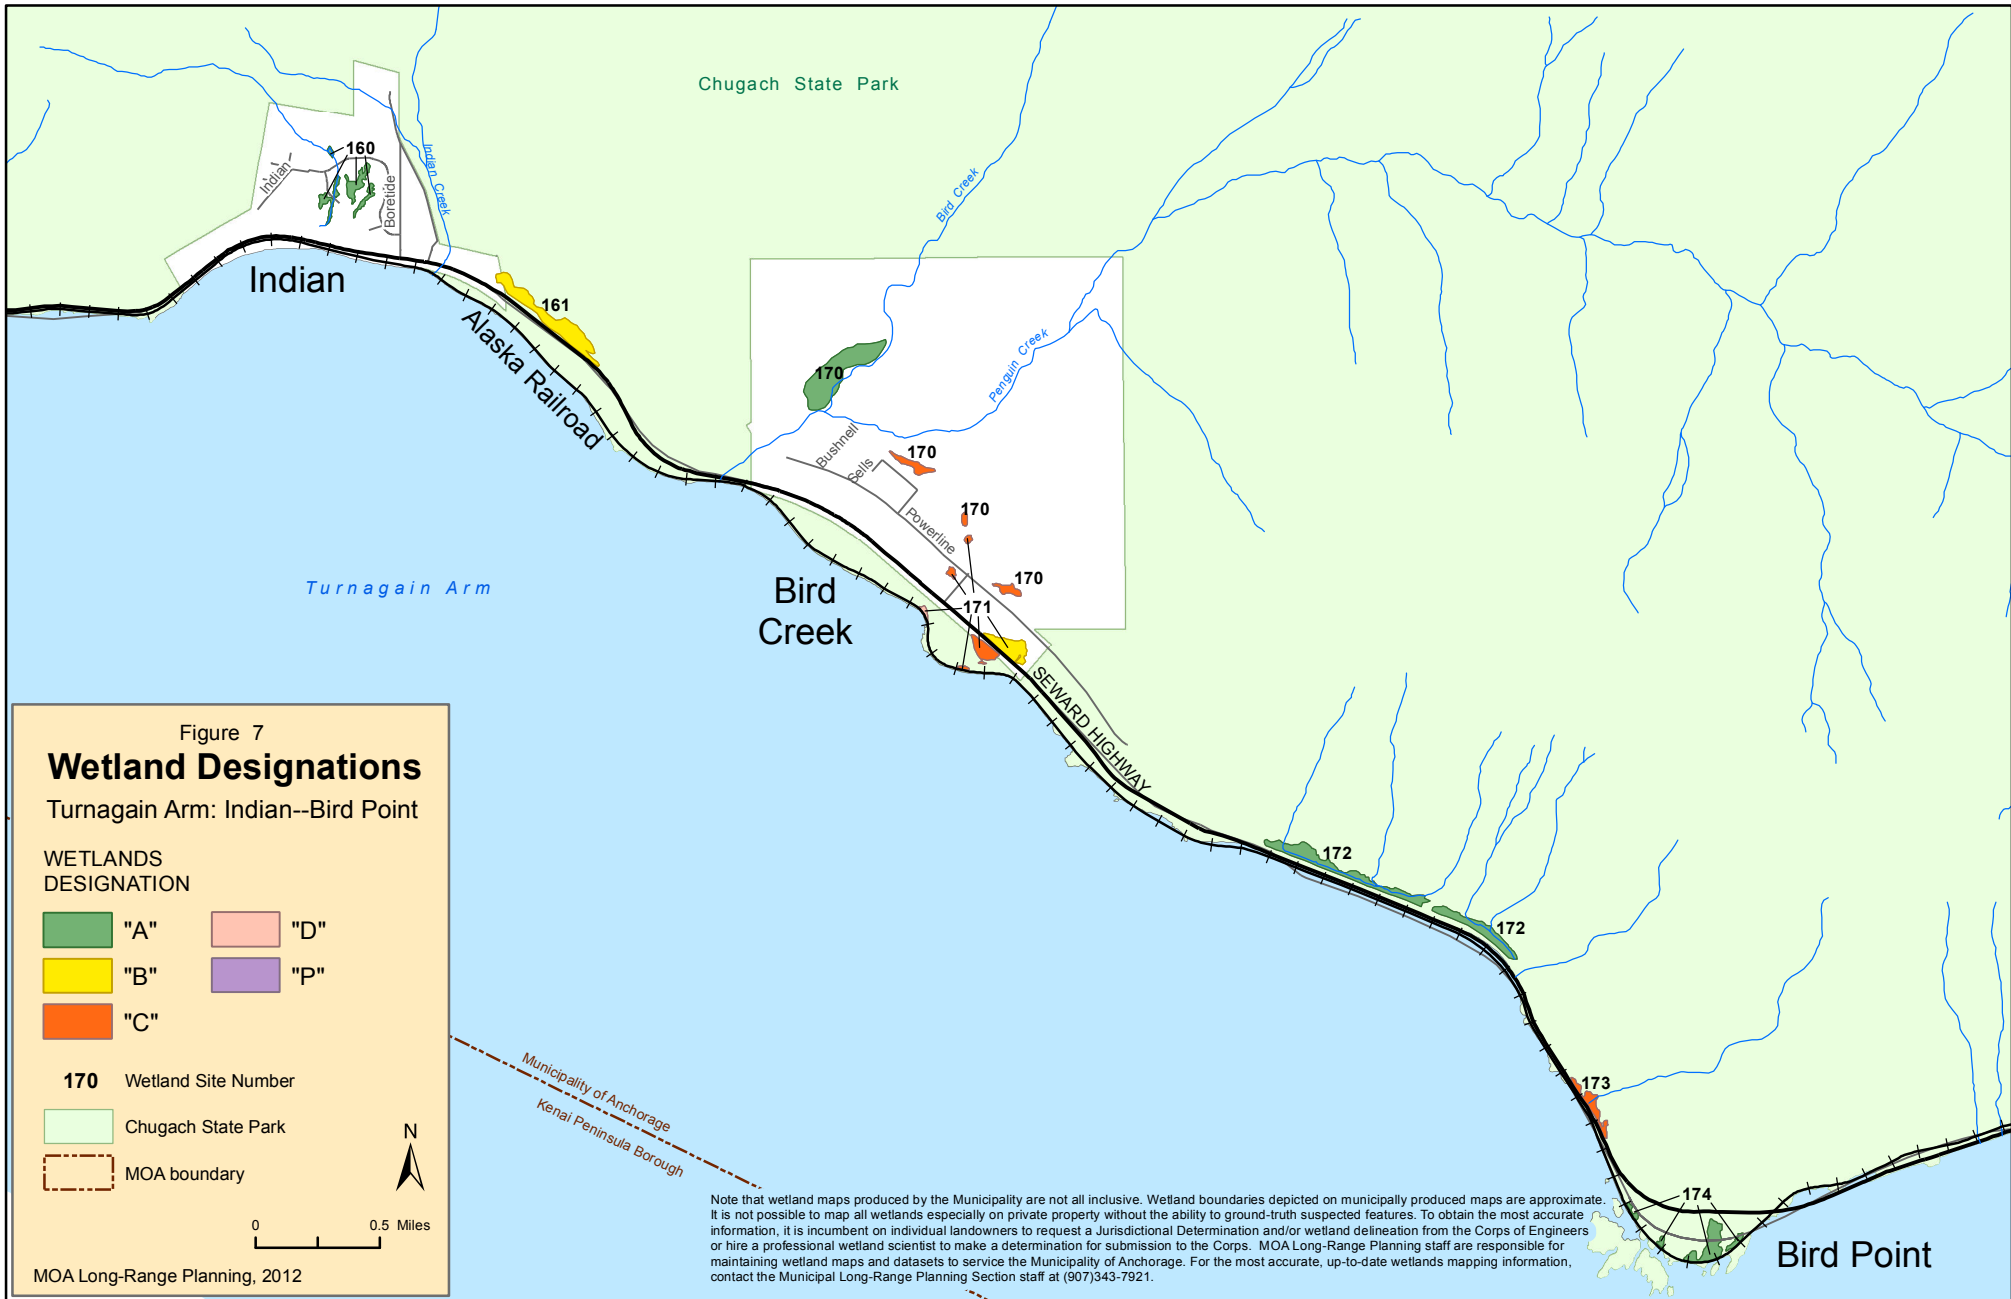 Chugach State Park
160
Indian
Boretide
Indian Creek
Bird Creek
Indian
161
Alaska Railroad
170
Penguin Creek
Bushnell
Sells
170
170
Powerline
170
Turnagain Arm
Bird
Creek
171
SEWARD HIGHWAY
172
172
173
174
Bird Point
Municipality of Anchorage
Kenai Peninsula Borough
Figure 7
Wetland Designations
Turnagain Arm: Indian--Bird Point
WETLANDS
DESIGNATION
"A"
"D"
"B"
"P"
"C"
170 Wetland Site Number
Chugach State Park
MOA boundary
N
0 0.5 Miles
MOA Long-Range Planning, 2012
Note that wetland maps produced by the Municipality are not all inclusive. Wetland boundaries depicted on municipally produced maps are approximate.
It is not possible to map all wetlands especially on private property without the ability to ground-truth suspected features. To obtain the most accurate
information, it is incumbent on individual landowners to request a Jurisdictional Determination and/or wetland delineation from the Corps of Engineers
or hire a professional wetland scientist to make a determination for submission to the Corps. MOA Long-Range Planning staff are responsible for
maintaining wetland maps and datasets to service the Municipality of Anchorage. For the most accurate, up-to-date wetlands mapping information,
contact the Municipal Long-Range Planning Section staff at (907)343-7921.